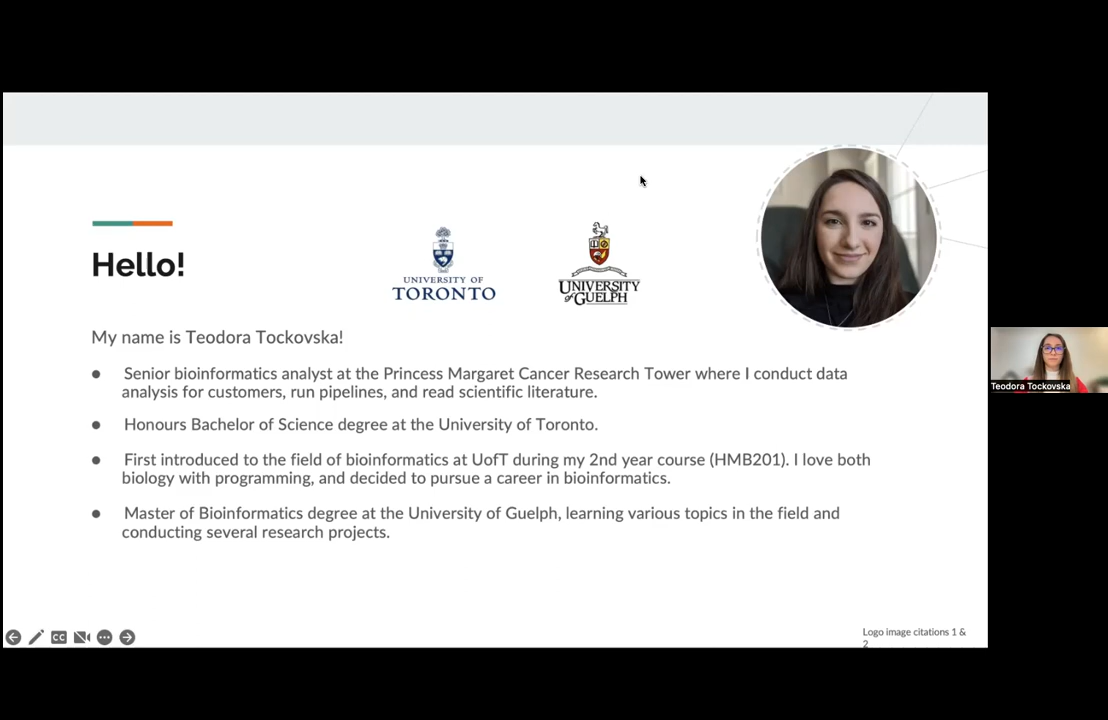 Hello!
UNIVERSITY OF
TORONTO
UNIVERSITY
of GUELPH
My name is Teodora Tockovska!
● Senior bioinformatics analyst at the Princess Margaret Cancer Research Tower where I conduct data
analysis for customers, run pipelines, and read scientific literature.
● Honours Bachelor of Science degree at the University of Toronto.
● First introduced to the field of bioinformatics at UofT during my 2nd year course (HMB201). I love both
biology with programming, and decided to pursue a career in bioinformatics.
● Master of Bioinformatics degree at the University of Guelph, learning various topics in the field and
conducting several research projects.
Teodora Tockovska
CC
Logo image citations 1 &
2